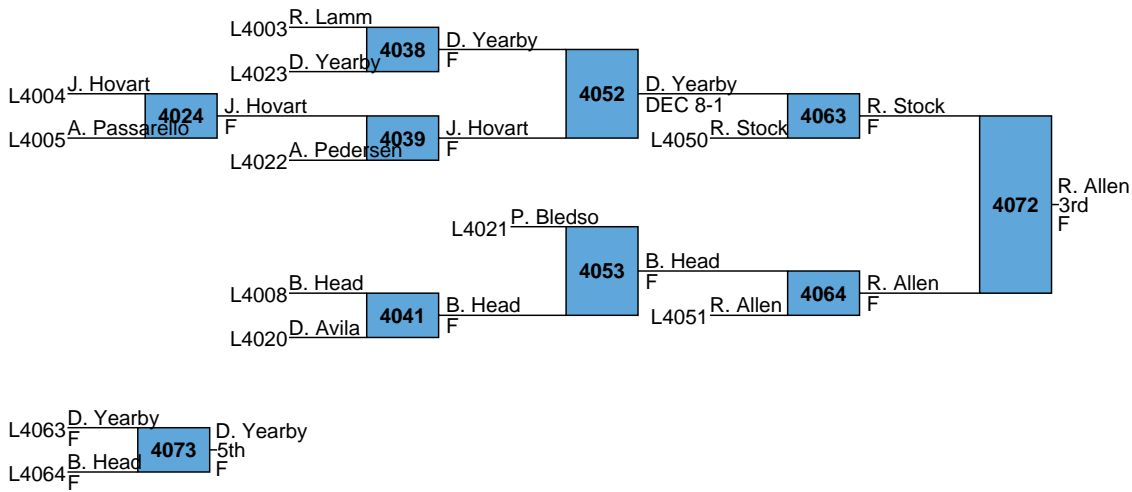 L4003 R. Lamm
4038
D. Yearby
F
L4023 D. Yearby
4052
D. Yearby
DEC 8-1
L4004 J. Hovart
4024
J. Hovart
F
L4005 A. Passarello
4039
J. Hovart
F
L4022 A. Pedersen
4063
R. Stock
F
L4050 R. Stock
4072
R. Allen
3rd
F
L4021 P. Bledso
4053
B. Head
F
L4008 B. Head
4041
B. Head
F
L4020 D. Avila
4064
R. Allen
F
L4051 R. Allen
L4063 D. Yearby
F
4073
D. Yearby
5th
F
L4064 B. Head
F